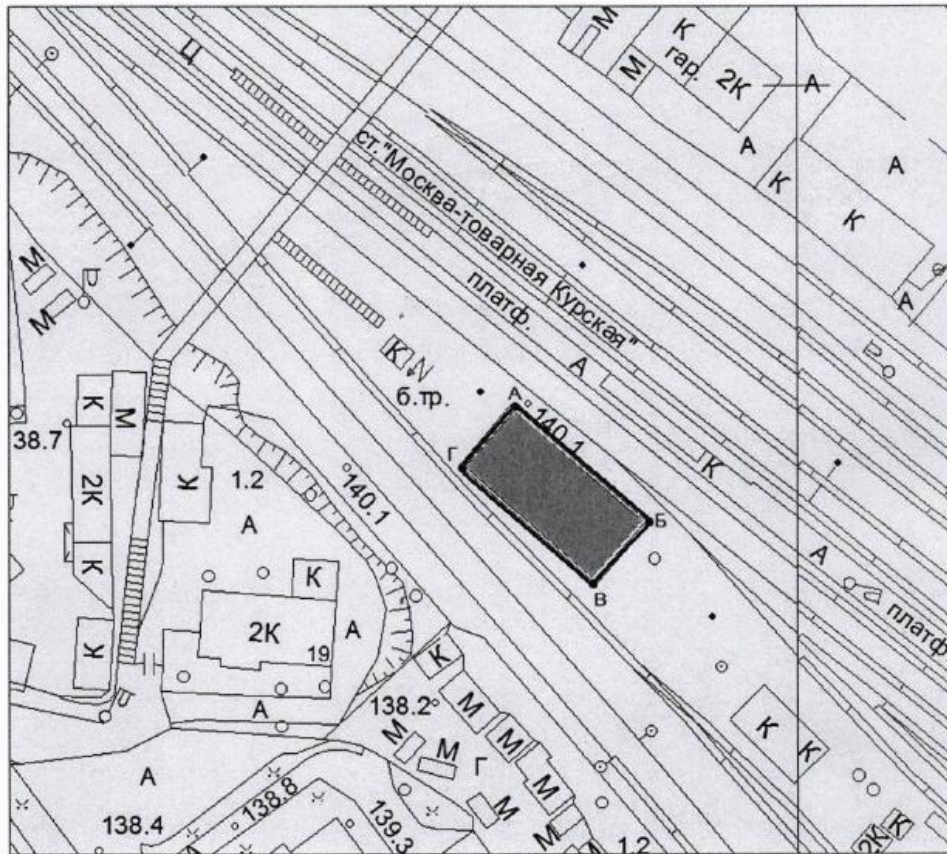 М
К
гар. 2К
М
А
Ц
А
А
К
ст."Москва-товарная Курская"
К
А
М
М
платф.
А
К
б.тр.
А
140.1
К
М
38.7
Г
К
2К
К
1.2
140.1
А
Б
А
К
В
К
2К
А
19
К
платф.
К
А
138.2
М
М
М
М
Г
К
К
А
138.8
М
М
138.4
139.3
М
М
1.2
2К
К